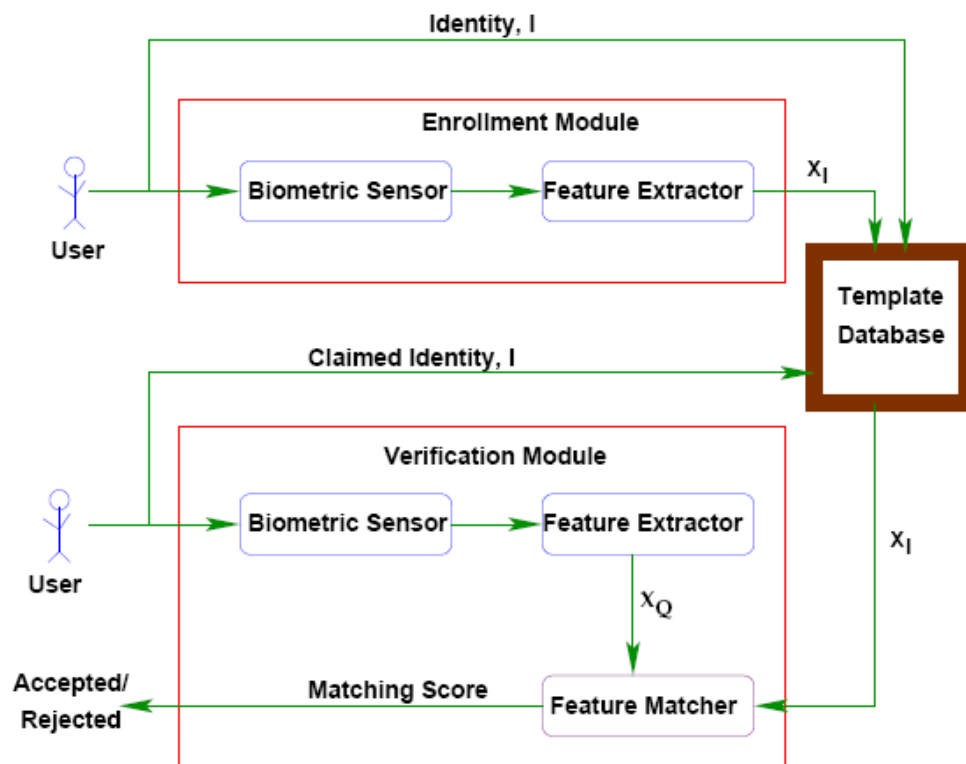 Identity, I
Enrollment Module
Biometric Sensor
Feature Extractor
X_I
User
Template
Database
Claimed Identity, I
Verification Module
Biometric Sensor
Feature Extractor
User
X_I
X_Q
Accepted/
Rejected
Matching Score
Feature Matcher